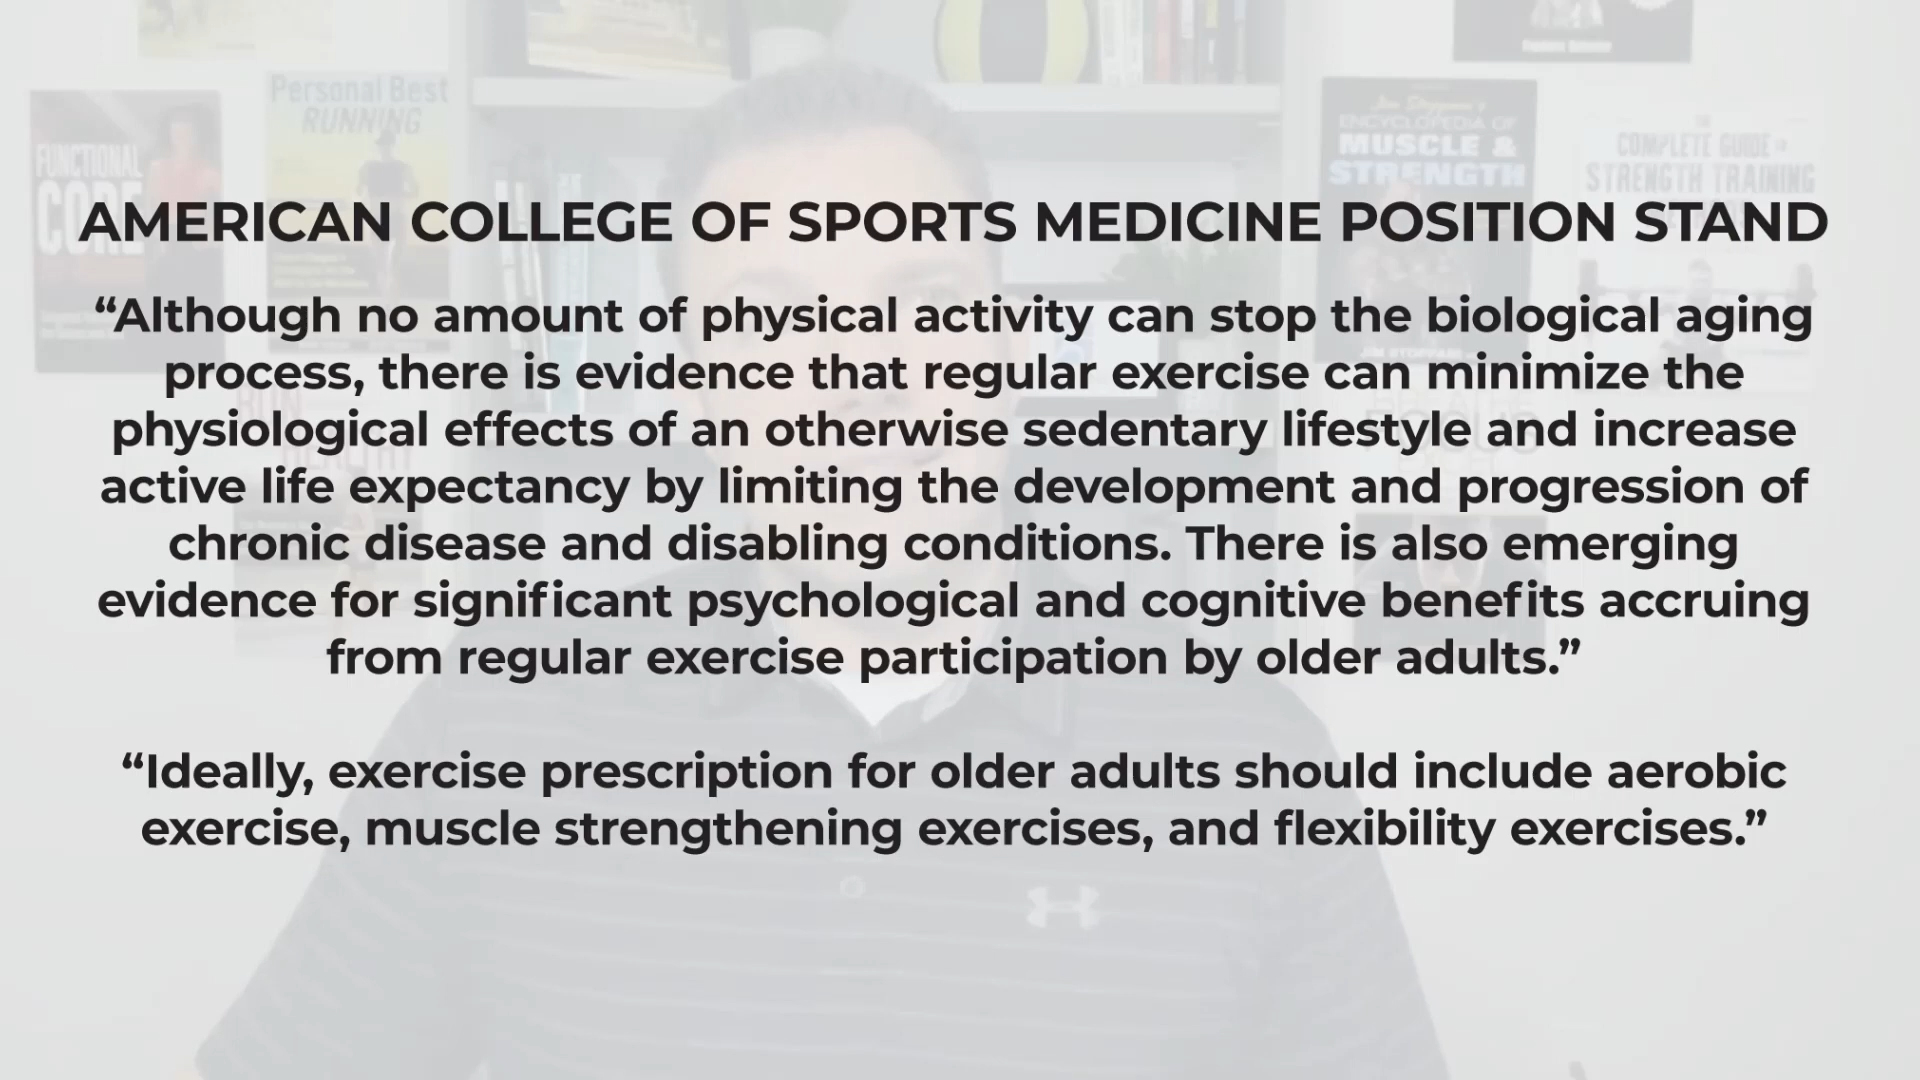 Personal Best
RUNNING
FUNCTIONAL
CORE
ENCYCLOPEDIA OF
MUSCLE &
STRENGTH
COMPLETE GUIDE
STRENGTH TRAINING
AMERICAN COLLEGE OF SPORTS MEDICINE POSITION STAND
“Although no amount of physical activity can stop the biological aging
process, there is evidence that regular exercise can minimize the
physiological effects of an otherwise sedentary lifestyle and increase
active life expectancy by limiting the development and progression of
chronic disease and disabling conditions. There is also emerging
evidence for significant psychological and cognitive benefits accruing
from regular exercise participation by older adults.”
“Ideally, exercise prescription for older adults should include aerobic
exercise, muscle strengthening exercises, and flexibility exercises.”